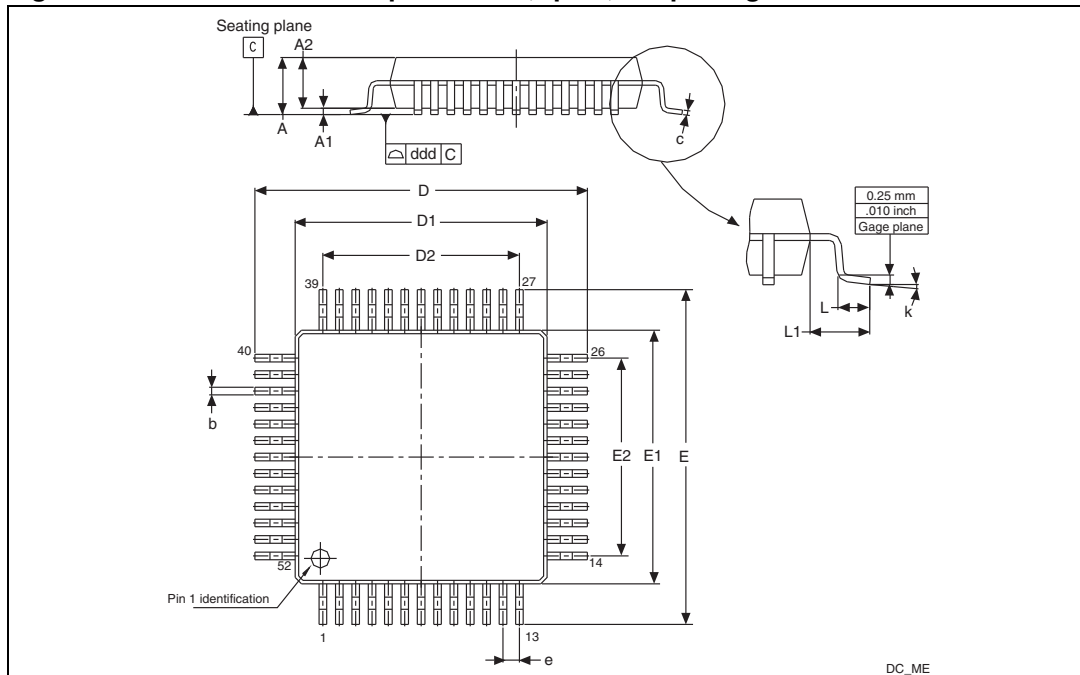 Seating plane
C
A2
A
A1
ddd C
c
D
D1
D2
39
27
40
26
b
E2
E1
E
52
14
Pin 1 identification
1
13
e
0.25 mm
.010 inch
Gage plane
L
L1
k
DC_ME